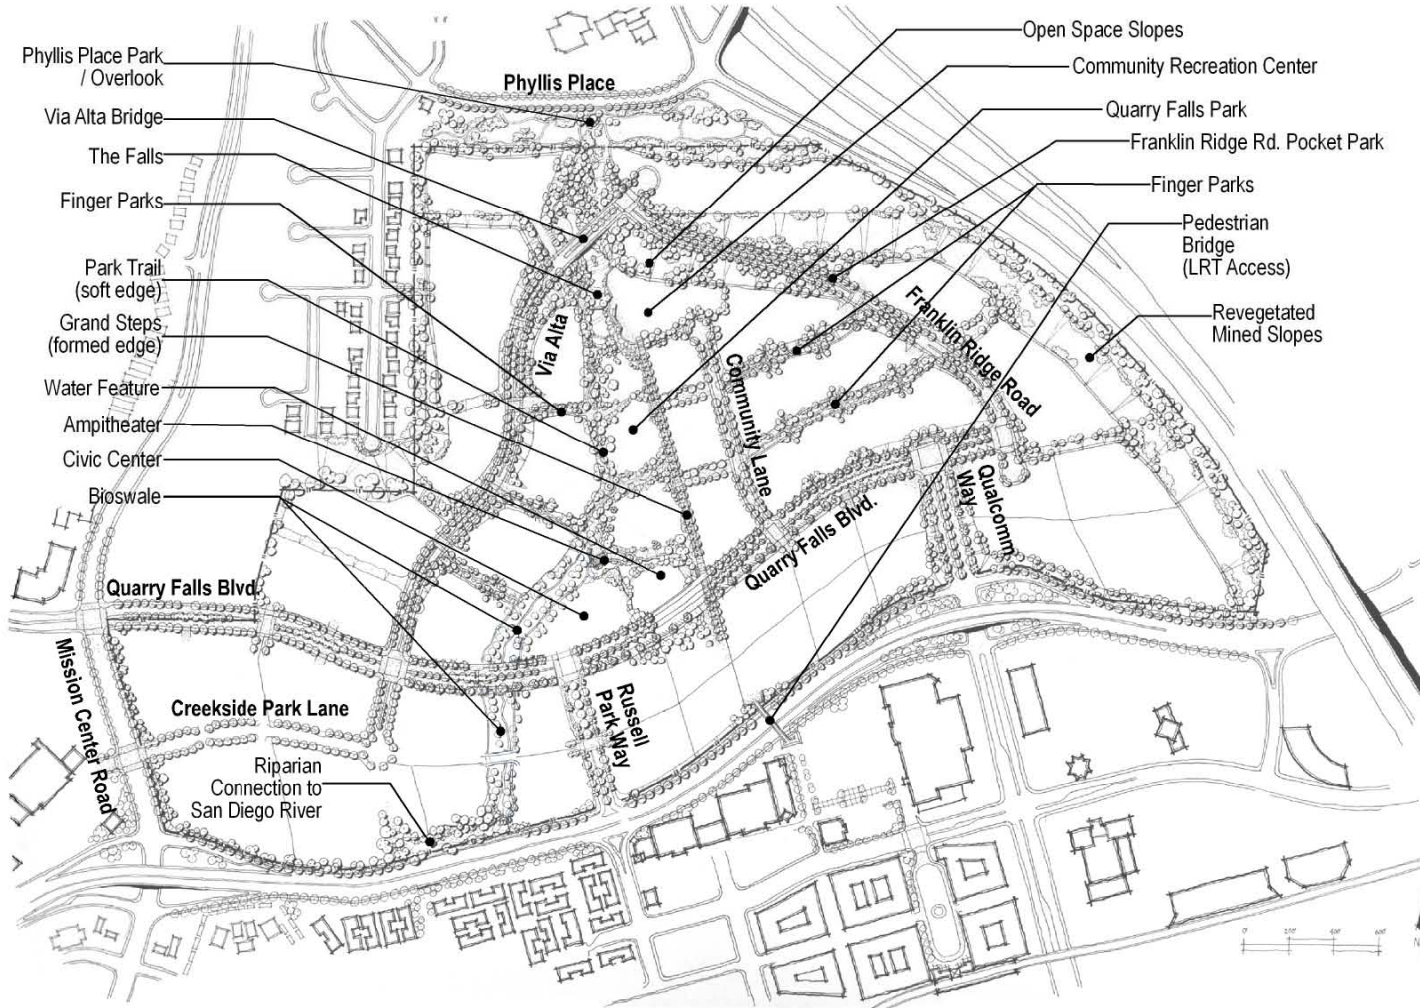 Open Space Slopes
Phyllis Place Park
/ Overlook
Phyllis Place
Community Recreation Center
Via Alta Bridge
Quarry Falls Park
The Falls
Franklin Ridge Rd. Pocket Park
Finger Parks
Finger Parks
Pedestrian
Bridge
(LRT Access)
Park Trail
(soft edge)
Grand Steps
(formed edge)
Revegetated
Mined Slopes
Via Alta
Franklin Ridge Road
Community Lane
Water Feature
Ampitheater
Civic Center
Bioswale
Qualcomm
Way
Quarry Falls Blvd.
Quarry Falls Blvd.
Mission Center Road
Creekside Park Lane
Russell
Park Way
Riparian
Connection to
San Diego River
0' 200' 400' 600'
N